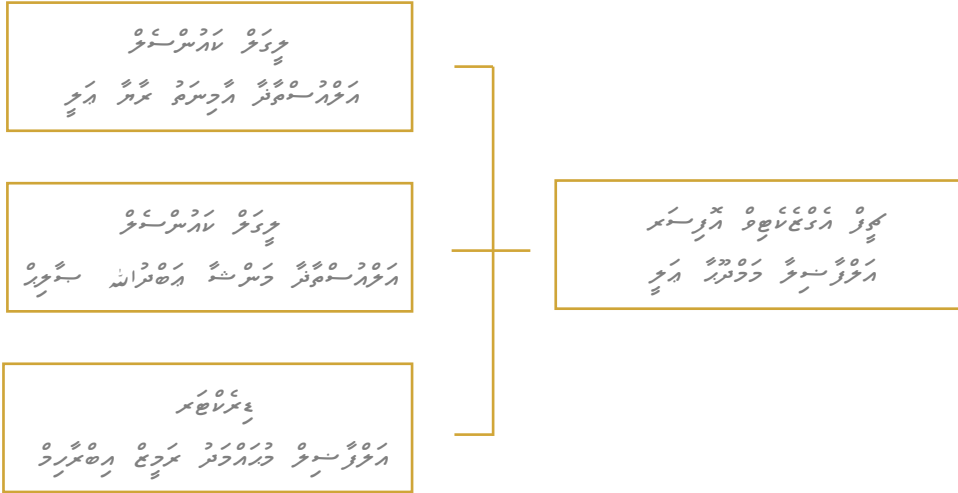 ޗީފް އެގްޒެކެޓިވް އޮފިސަރ
އަލްފާޟިލާ މަމްދޫޙާ ޢަލީ
ލީގަލް ކައުންސެލް
އަލްއުސްތާޛާ އާމިނަތު ރާޔާ ޢަލީ
ލީގަލް ކައުންސެލް
އަލްއުސްތާޛާ މަންޝާ ޢަބްދުﷲ ޞާލިޙް
ޑިރެކްޓަރ
އަލްފާޟިލް މުޙައްމަދު ރަމީޒް އިބްރާހިމް